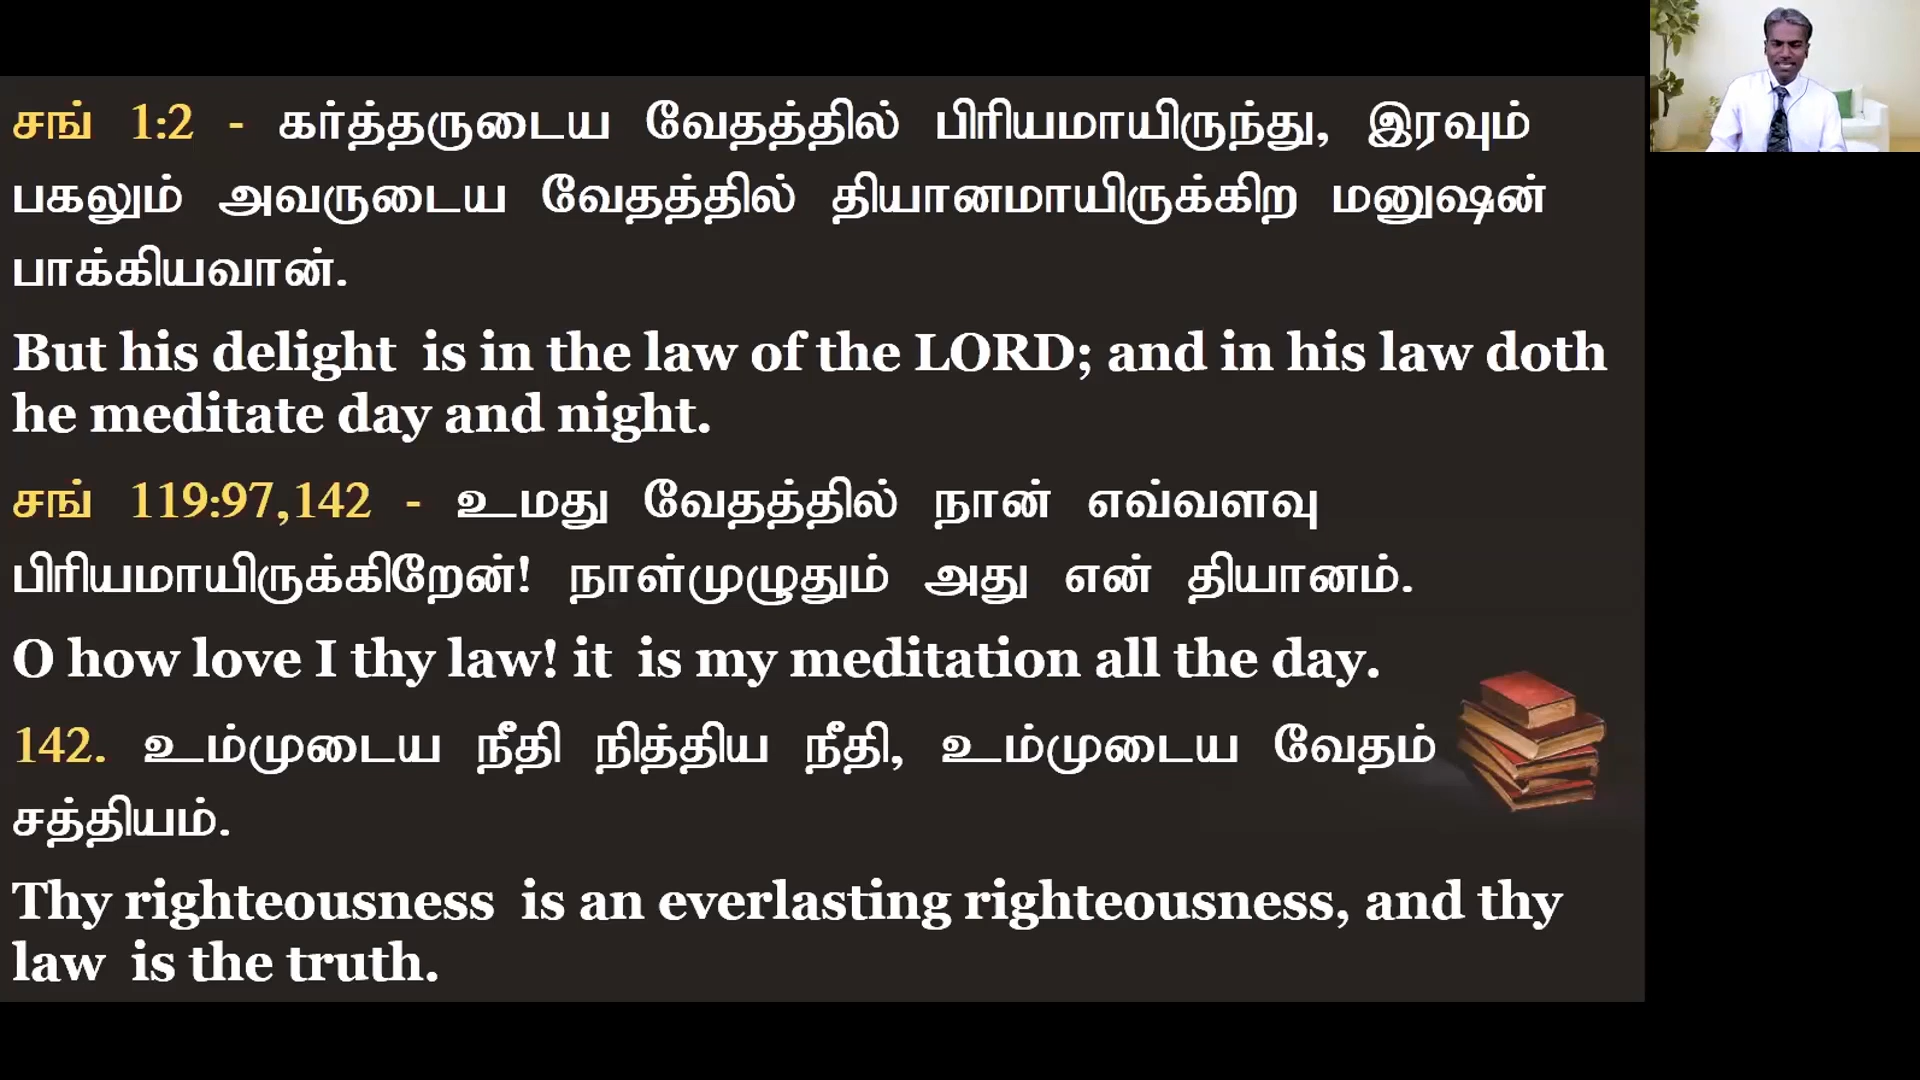 சங் 1:2 - கர்த்தருடைய வேதத்தில் பிரியமாயிருந்து, இரவும்
பகலும் அவருடைய வேதத்தில் தியானமாயிருக்கிற மனுஷன்
பாக்கியவான்.
But his delight is in the law of the LORD; and in his law doth
he meditate day and night.
சங் 119:97,142 - உமது வேதத்தில் நான் எவ்வளவு
பிரியமாயிருக்கிறேன்! நாள்முழுதும் அது என் தியானம்.
O how love I thy law! it is my meditation all the day.
142. உம்முடைய நீதி நித்திய நீதி, உம்முடைய வேதம்
சத்தியம்.
Thy righteousness is an everlasting righteousness, and thy
law is the truth.